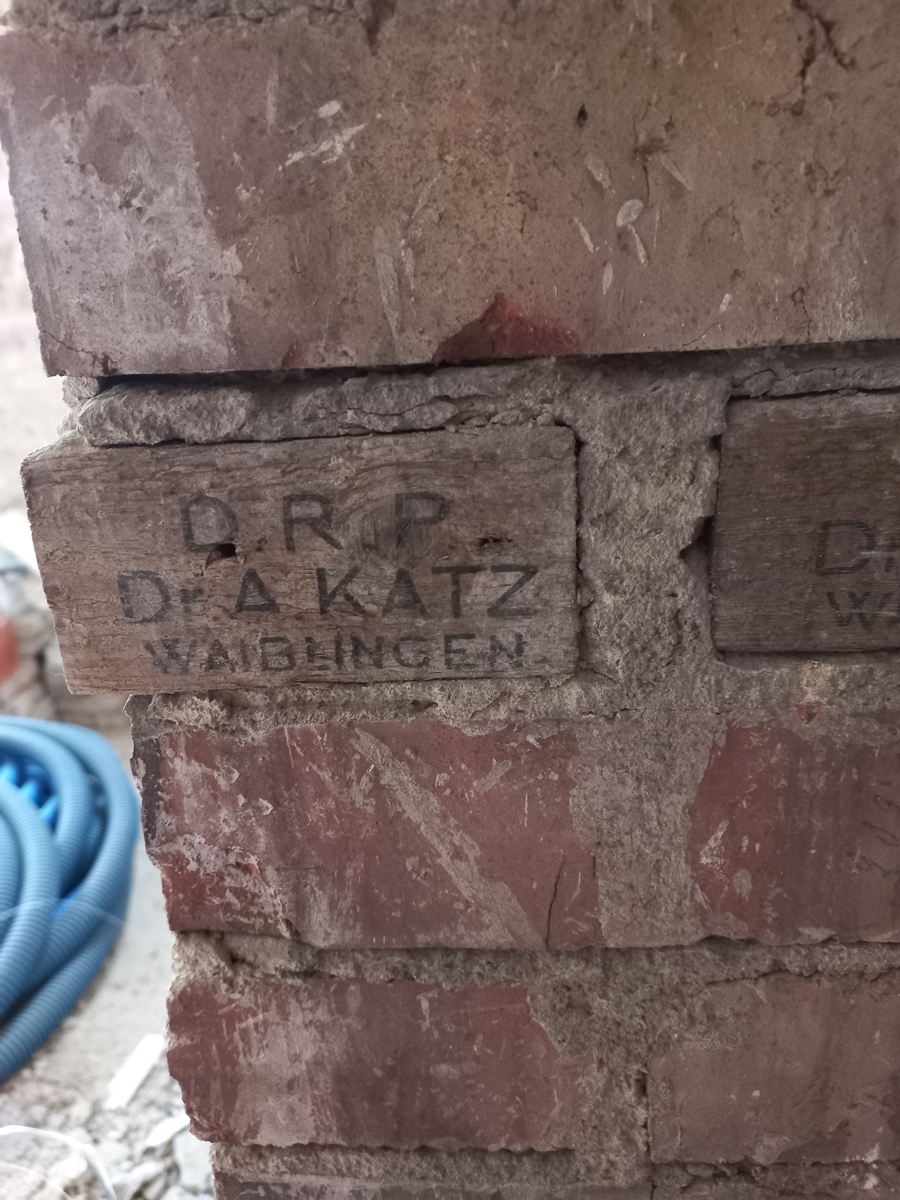 D.R.P.
Dr. A. KATZ
WAIBLINGEN